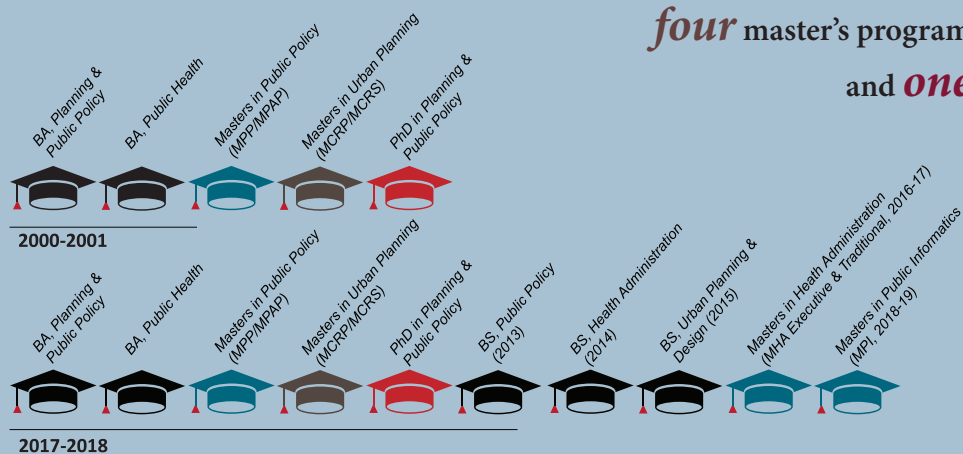 four master's program
and one
BA, Planning &
Public Policy
BA, Public Health
Masters in Public Policy
(MPP/MPAP)
Masters in Urban Planning
(MCRP/MCRS)
PhD in Planning &
Public Policy
2000-2001
BA, Planning &
Public Policy
BA, Public Health
Masters in Public Policy
(MPP/MPAP)
Masters in Urban Planning
(MCRP/MCRS)
PhD in Planning &
Public Policy
BS, Public Policy
(2013)
BS, Health Administration
(2014)
BS, Urban Planning &
Design (2015)
Masters in Heath Administration
(MHA Executive & Traditional, 2016-17)
Masters in Public Informatics
(MPI, 2018-19)
2017-2018